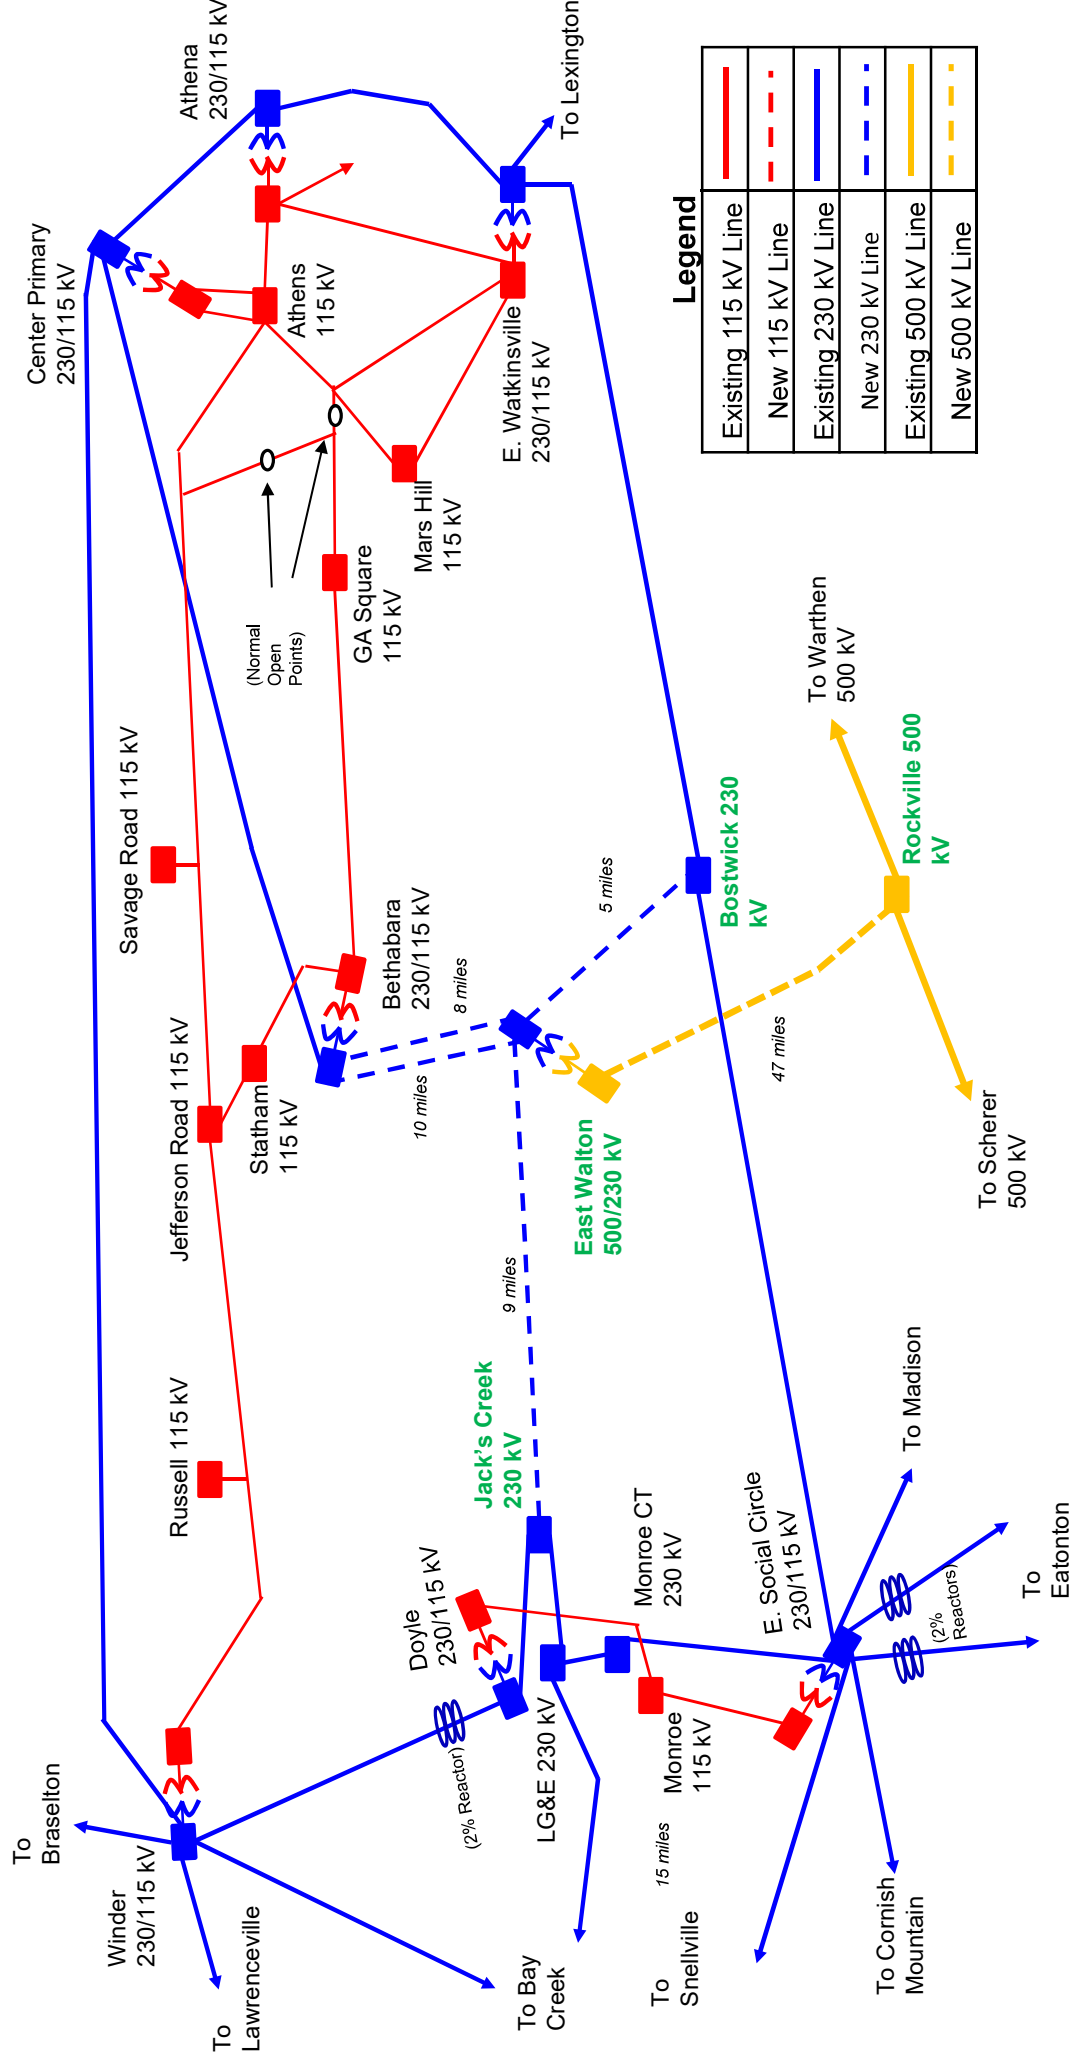 To
Braselton
Winder
230/115 kV
To
Lawrenceville
To Bay
Creek
To
Snellville
To Cornish
Mountain
(2% Reactor)
LG&E 230 kV
15 miles
Monroe
115 kV
Doyle
230/115 kV
Monroe CT
230 kV
E. Social Circle
230/115 kV
(2%
Reactors)
To
Eatonton
To Madison
Russell 115 kV
Jack's Creek
230 kV
9 miles
Jefferson Road 115 kV
Statham
115 kV
10 miles
8 miles
East Walton
500/230 kV
47 miles
To Scherer
500 kV
Savage Road 115 kV
Bethabara
230/115 kV
5 miles
Bostwick 230
kV
Rockville 500
kV
To Warthen
500 kV
(Normal
Open
Points)
GA Square
115 kV
Mars Hill
115 kV
Center Primary
230/115 kV
Athens
115 kV
E. Watkinsville
230/115 kV
Athena
230/115 kV
To Lexington
Legend
Existing 115 kV Line
New 115 kV Line
Existing 230 kV Line
New 230 kV Line
Existing 500 kV Line
New 500 kV Line